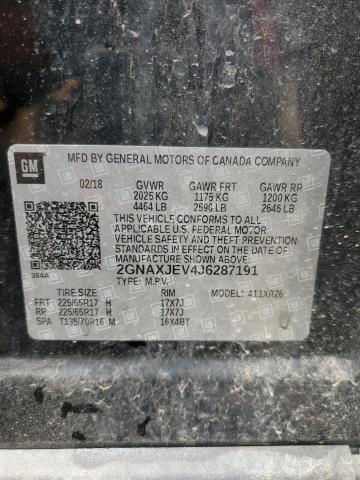 GM
MFD BY GENERAL MOTORS OF CANADA COMPANY
02/18 GVWR GAWR FRT GAWR RR
2025 KG 1175 KG 1200 KG
4464 LB 2590 LB 2645 LB
THIS VEHICLE CONFORMS TO ALL
APPLICABLE U.S. FEDERAL MOTOR
VEHICLE SAFETY, BUMPER, AND THEFT
PREVENTION STANDARDS IN EFFECT ON
THE DATE OF MANUFACTURE SHOWN ABOVE.
384A
2GNAXJEV4J6287191
TYPE: M.P.V.
TIRE SIZE RIM MODEL: 411XR26
FRT 225/65R17 H 17X7J
RR 225/65R17 H 17X7J
SPA T135/70R16 M 16X4BT